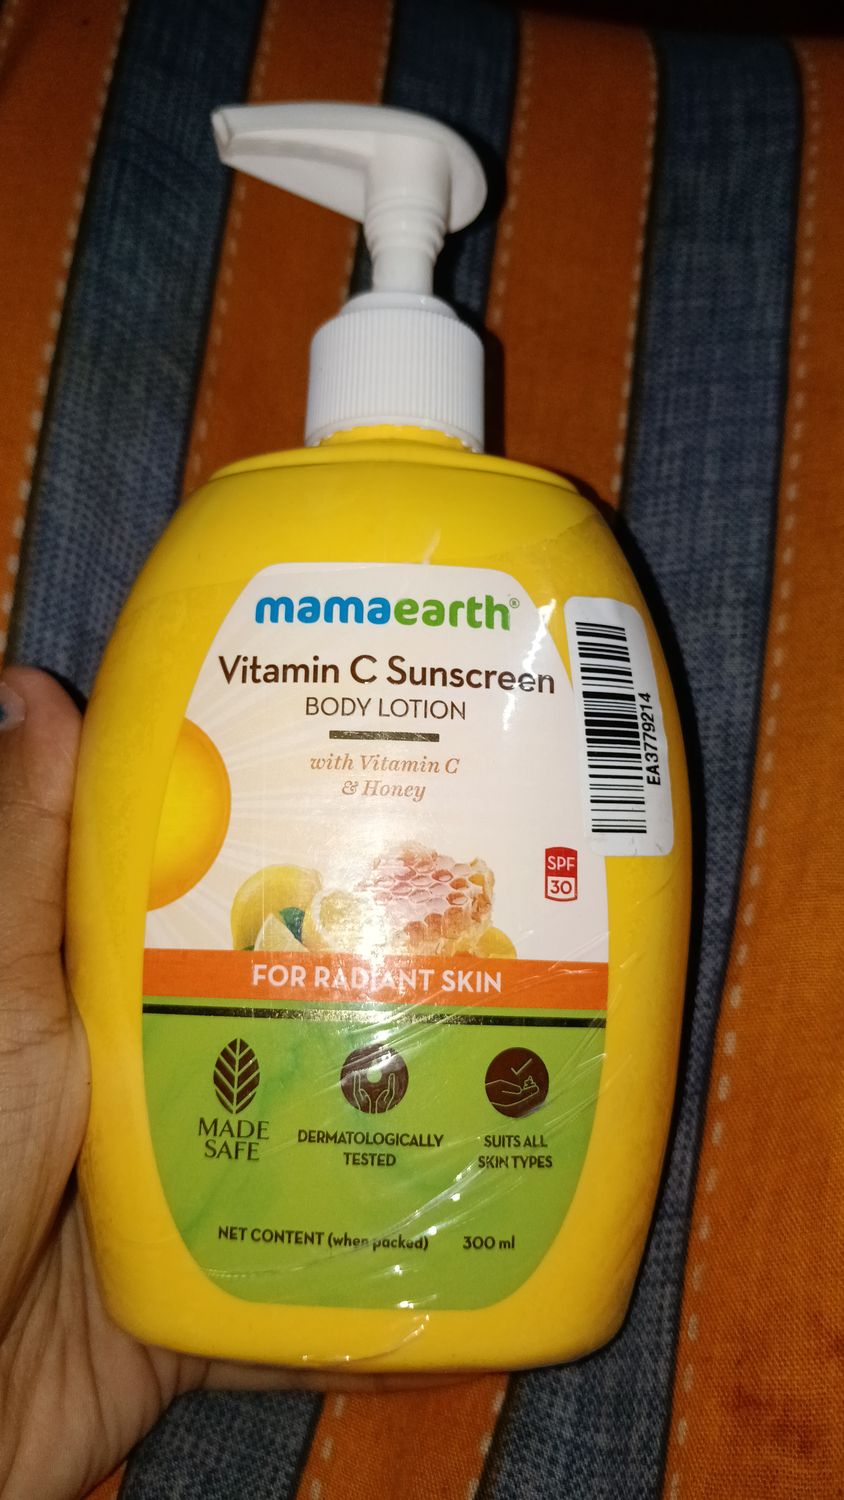 mamaearth®
Vitamin C Sunscreen
BODY LOTION
with Vitamin C
& Honey
EA3779214
SPF
30
FOR RADIANT SKIN
MADE
SAFE
DERMATOLOGICALLY
TESTED
SUITS ALL
SKIN TYPES
NET CONTENT (when packed) 300 ml